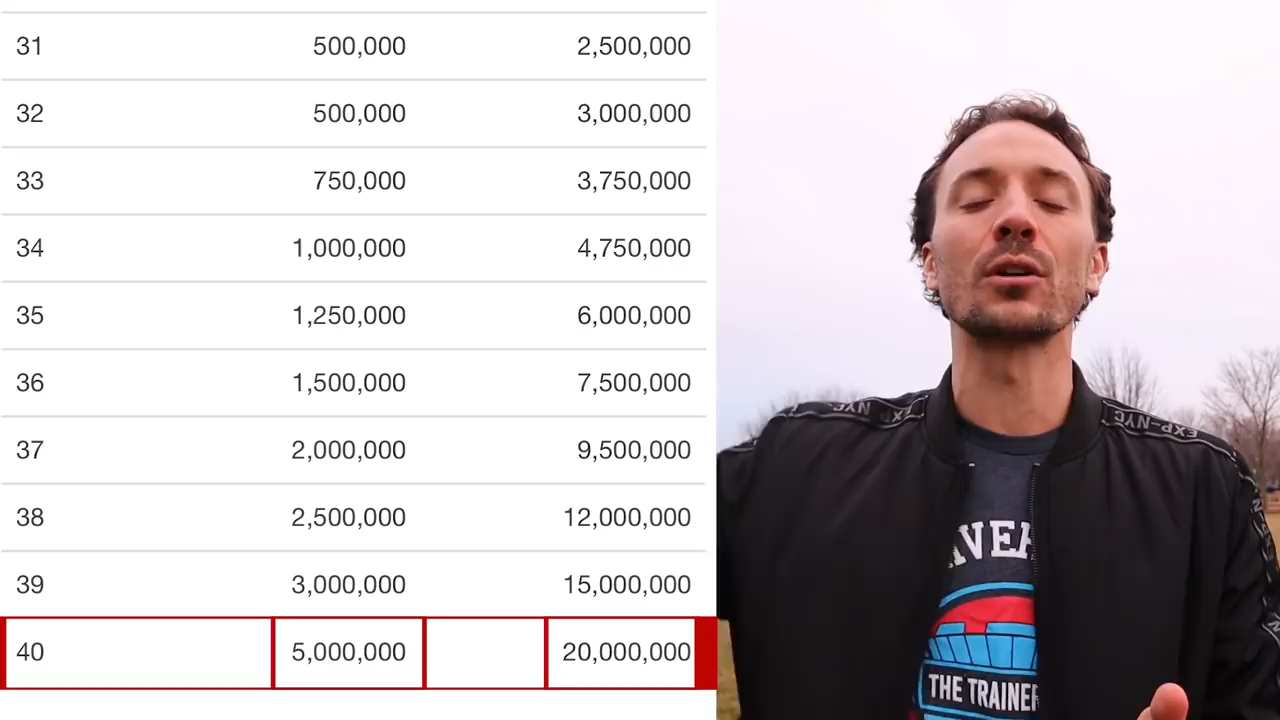 31 500,000 2,500,000
32 500,000 3,000,000
33 750,000 3,750,000
34 1,000,000 4,750,000
35 1,250,000 6,000,000
36 1,500,000 7,500,000
37 2,000,000 9,500,000
38 2,500,000 12,000,000
39 3,000,000 15,000,000
40 5,000,000 20,000,000
EXP-NYC
THE TRAINER